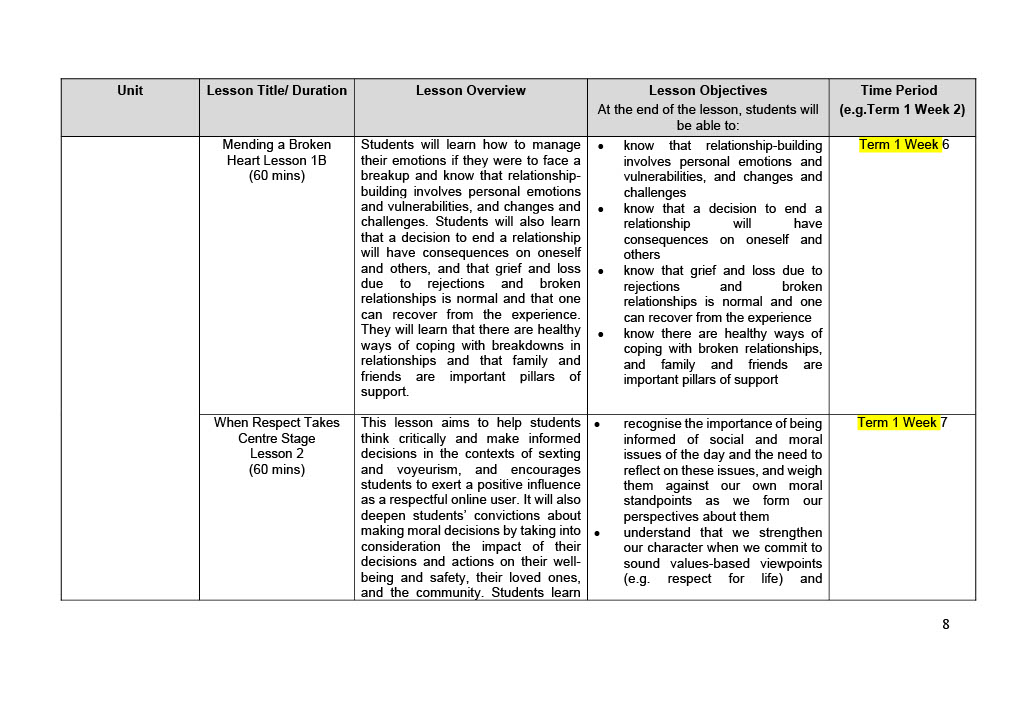 Unit
Lesson Title/ Duration
Lesson Overview
Lesson Objectives
At the end of the lesson, students will
be able to:
Time Period
(e.g.Term 1 Week 2)
Mending a Broken
Heart Lesson 1B
(60 mins)
Students will learn how to manage
their emotions if they were to face a
breakup and know that relationship-
building involves personal emotions
and vulnerabilities, and changes and
challenges. Students will also learn
that a decision to end a relationship
will have consequences on oneself
and others, and that grief and loss
due to rejections and broken
relationships is normal and that one
can recover from the experience.
They will learn that there are healthy
ways of coping with breakdowns in
relationships and that family and
friends are important pillars of
support.
• know that relationship-building
involves personal emotions and
vulnerabilities, and changes and
challenges
• know that a decision to end a
relationship will have
consequences on oneself and
others
• know that grief and loss due to
rejections and broken
relationships is normal and one
can recover from the experience
• know there are healthy ways of
coping with broken relationships,
and family and friends are
important pillars of support
Term 1 Week 6
When Respect Takes
Centre Stage
Lesson 2
(60 mins)
This lesson aims to help students
think critically and make informed
decisions in the contexts of sexting
and voyeurism, and encourages
students to exert a positive influence
as a respectful online user. It will also
deepen students’ convictions about
making moral decisions by taking into
consideration the impact of their
decisions and actions on their well-
being and safety, their loved ones,
and the community. Students learn
• recognise the importance of being
informed of social and moral
issues of the day and the need to
reflect on these issues, and weigh
them against our own moral
standpoints as we form our
perspectives about them
• understand that we strengthen
our character when we commit to
sound values-based viewpoints
(e.g. respect for life) and
Term 1 Week 7
8